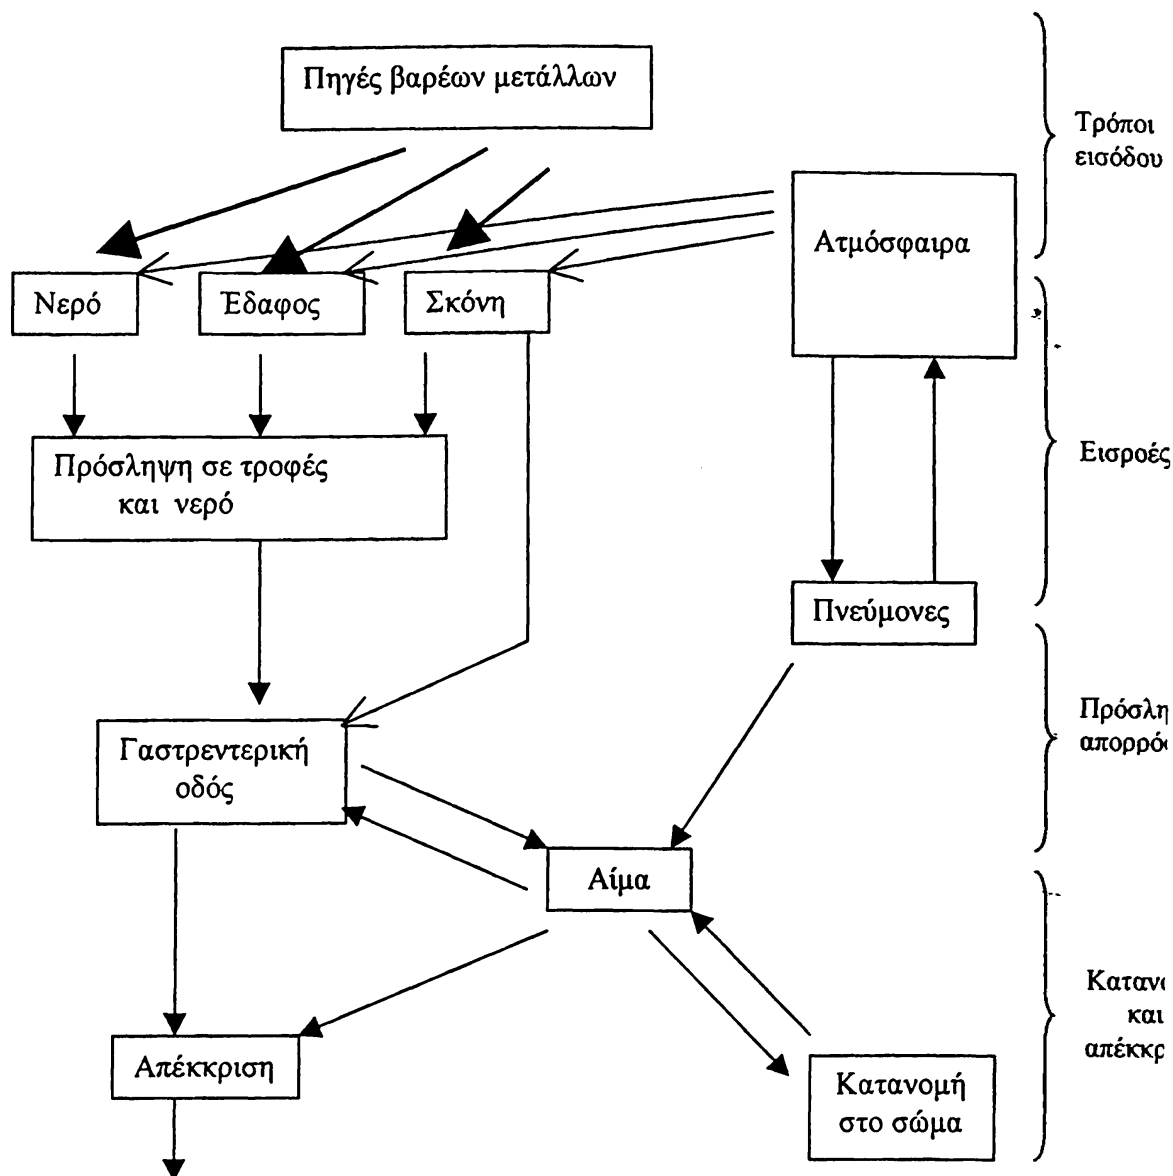 Πηγές βαρέων μετάλλων
Τρόποι
εισόδου
Ατμόσφαιρα
Νερό
Έδαφος
Σκόνη
Πρόσληψη σε τροφές
και νερό
Εισροές
Πνεύμονες
Γαστρεντερική
οδός
Αίμα
και
Απέκκριση
Κατανομή
στο σώμα